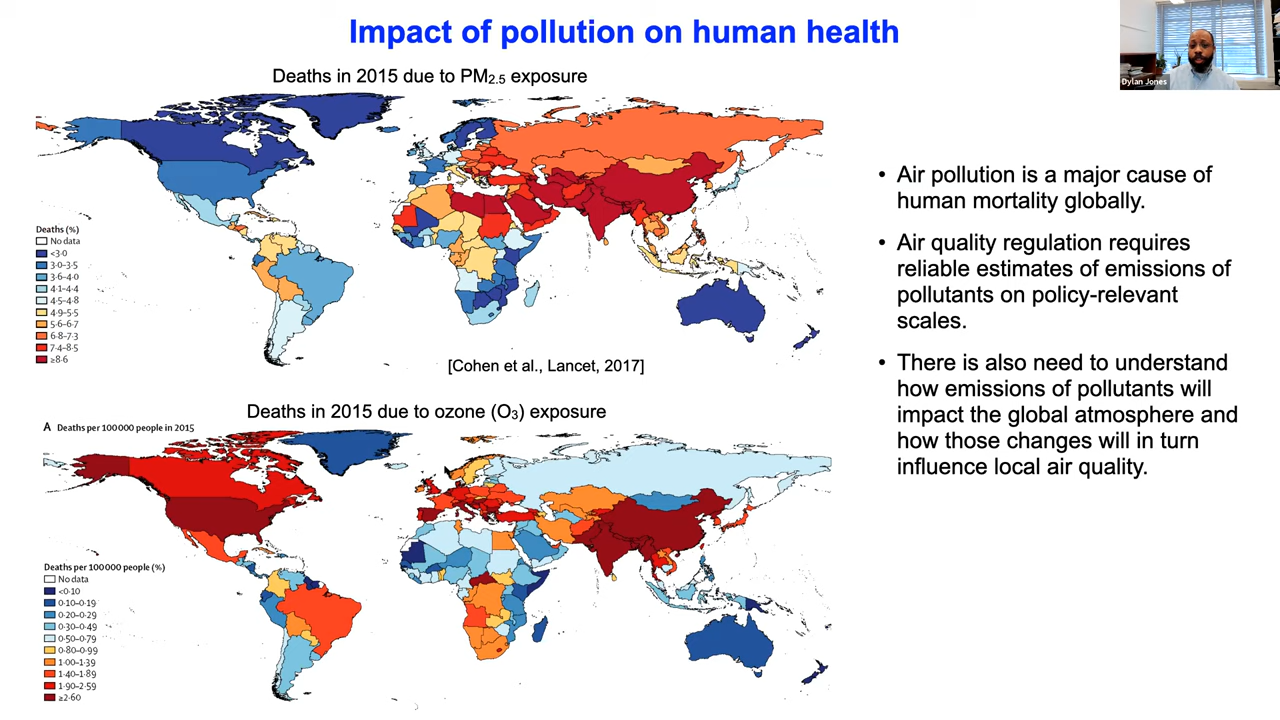 Impact of pollution on human health
Dylan Jones
Deaths in 2015 due to PM2.5 exposure
Deaths (%)
No data
<3·0
3·0–3·5
3·6–4·0
4·1–4·4
4·5–4·8
4·9–5·5
5·6–6·7
6·8–7·3
7·4–8·5
≥8·6
[Cohen et al., Lancet, 2017]
Deaths in 2015 due to ozone (O3) exposure
A Deaths per 100 000 people in 2015
Deaths per 100 000 people (%)
No data
<0·10
0·10–0·19
0·20–0·29
0·30–0·49
0·50–0·79
0·80–0·99
1·00–1·39
1·40–1·89
1·90–2·59
≥2·60
• Air pollution is a major cause of
human mortality globally.
• Air quality regulation requires
reliable estimates of emissions of
pollutants on policy-relevant
scales.
• There is also need to understand
how emissions of pollutants will
impact the global atmosphere and
how those changes will in turn
influence local air quality.